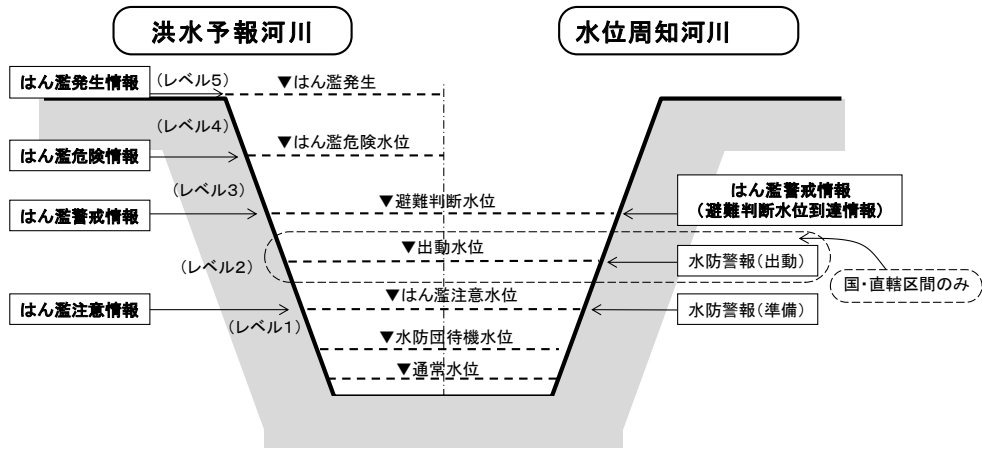 洪水予報河川
水位周知河川
はん濫発生情報
(レベル5)
▼はん濫発生
(レベル4)
はん濫危険情報
▼はん濫危険水位
(レベル3)
はん濫警戒情報
▼避難判断水位
はん濫警戒情報
(避難判断水位到達情報)
▼出動水位
(レベル2)
水防警報(出動)
国・直轄区間のみ
はん濫注意情報
▼はん濫注意水位
水防警報(準備)
(レベル1)
▼水防団待機水位
▼通常水位